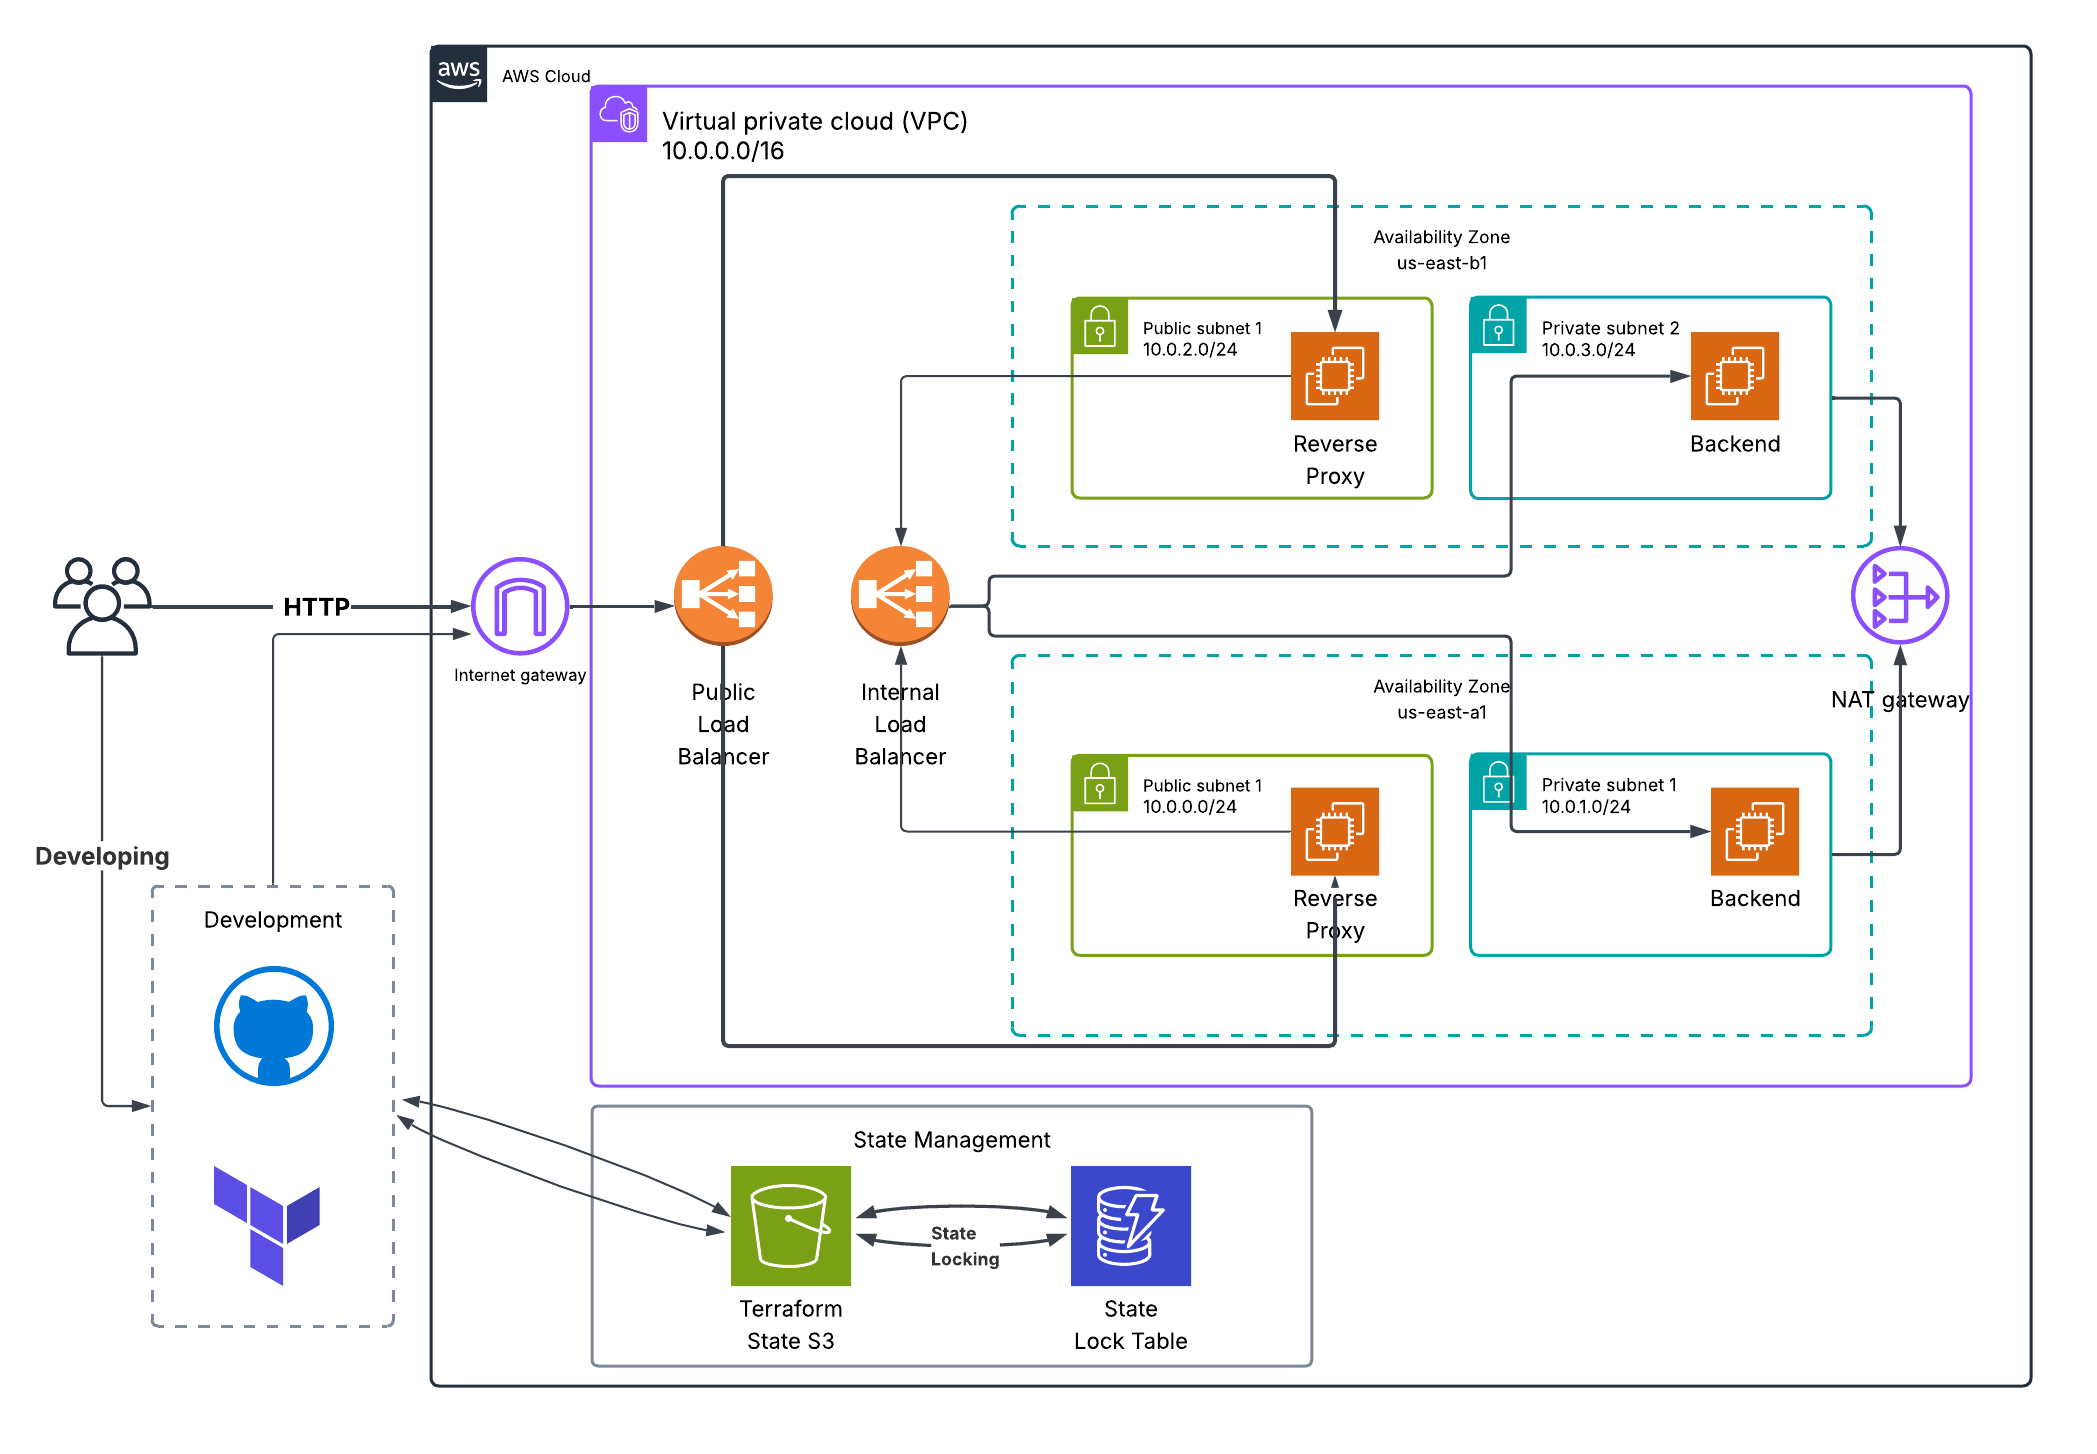 aws
AWS Cloud
Virtual private cloud (VPC)
10.0.0.0/16
Availability Zone
us-east-b1
Public subnet 1
10.0.2.0/24
Reverse
Proxy
Private subnet 2
10.0.3.0/24
Backend
HTTP
Internet gateway
Public
Load
Balancer
Internal
Load
Balancer
NAT gateway
Availability Zone
us-east-a1
Public subnet 1
10.0.0.0/24
Reverse
Proxy
Private subnet 1
10.0.1.0/24
Backend
Developing
Development
State Management
State
Locking
Terraform
State S3
State
Lock Table